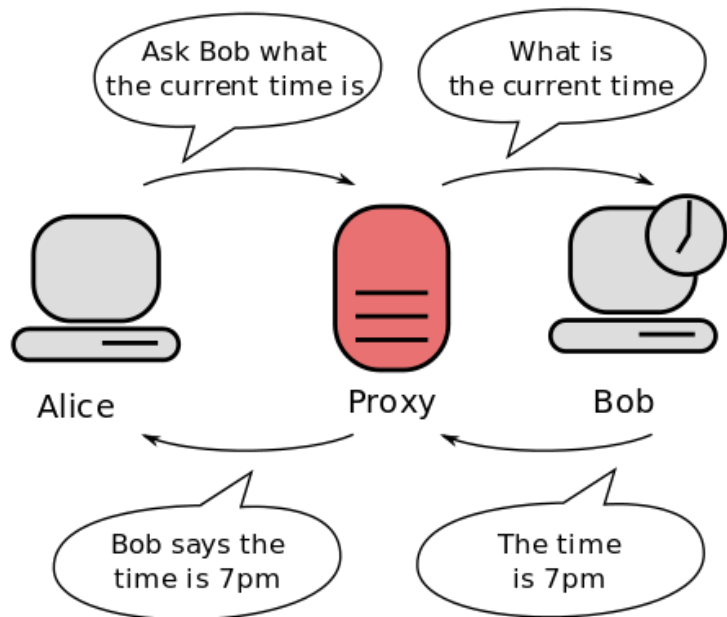 Ask Bob what
the current time is
What is
the current time
Alice
Proxy
Bob
Bob says the
time is 7pm
The time
is 7pm